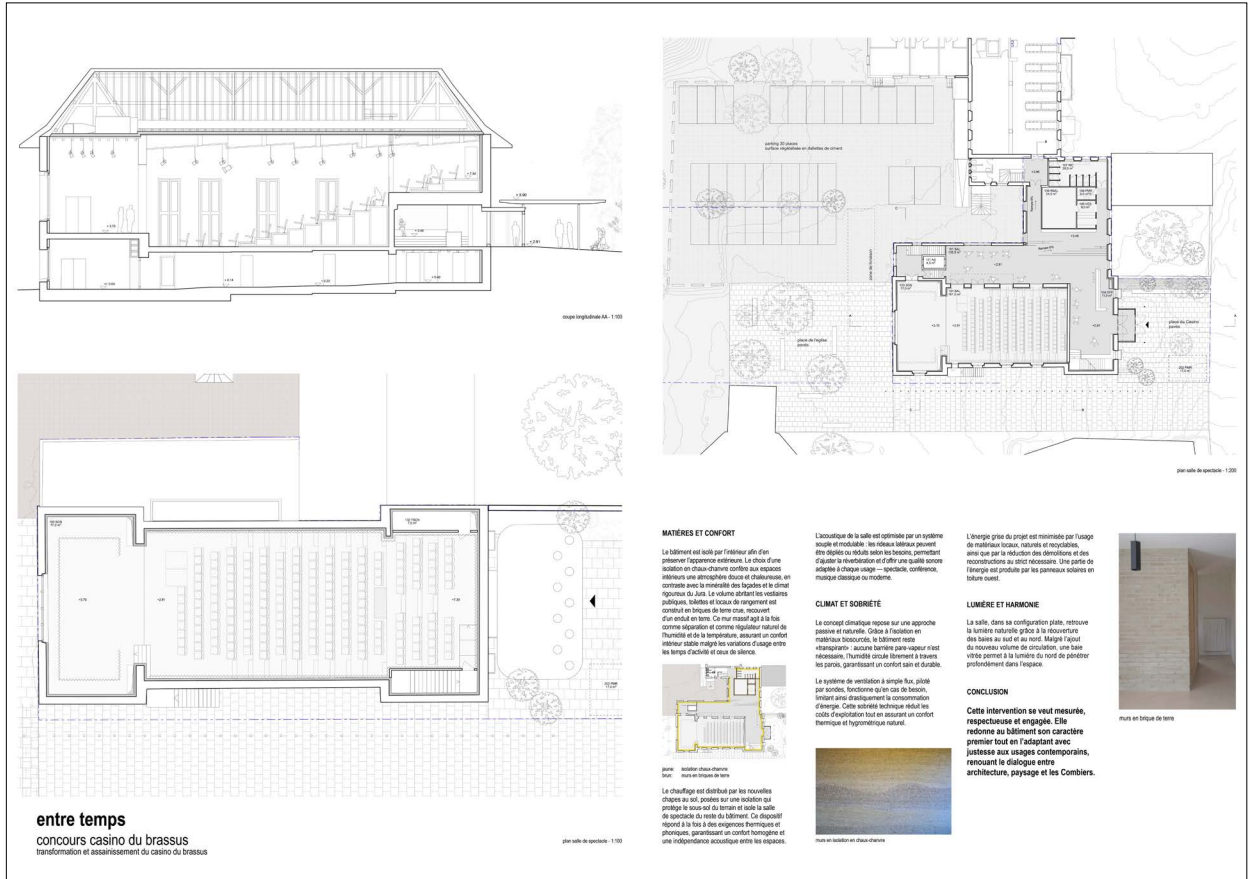 coupe longitudinale AA - 1:100
parking 20 places
place de l'église
pavés
place du Casino
pavés
plan salle de spectacle - 1:200
entre temps
concours casino du brassus
transformation et assainissement du casino du brassus
plan salle de spectacle - 1:100
MATIÈRES ET CONFORT
Le bâtiment est isolé par l'intérieur afin d'en
préserver l'apparence extérieure. Le choix d'une
isolation en chaux-chanvre confère aux espaces
intérieurs une atmosphère douce et chaleureuse, en
contraste avec la minéralité des façades et le climat
rigoureux du Jura. Le volume abritant les vestiaires
publiques, toilettes et locaux de rangement est
construit en briques de terre crue, recouvert
d'un enduit en terre. Ce mur massif agit à la fois
comme séparation et comme régulateur naturel de
l'humidité et de la température, assurant un confort
intérieur stable malgré les variations d'usage entre
les temps d'activité et ceux de silence.
jaune: isolation chaux-chanvre
brun: murs en briques de terre
Le chauffage est distribué par les nouvelles
chapes au sol, posées sur une isolation qui
protège le sous-sol du terrain et isole la salle
de spectacle du reste du bâtiment. Ce dispositif
répond à la fois à des exigences thermiques et
phoniques, garantissant un confort homogène et
une indépendance acoustique entre les espaces.
L'acoustique de la salle est optimisée par un système
souple et modulable : les rideaux latéraux peuvent
être dépliés ou réduits selon les besoins, permettant
d'ajuster la réverbération et d'offrir une qualité sonore
adaptée à chaque usage — spectacle, conférence,
musique classique ou moderne.
CLIMAT ET SOBRIÉTÉ
Le concept climatique repose sur une approche
passive et naturelle. Grâce à l'isolation en
matériaux biosourcés, le bâtiment reste
«transpirant» : aucune barrière pare-vapeur n'est
nécessaire, l'humidité circule librement à travers
les parois, garantissant un confort sain et durable.
Le système de ventilation à simple flux, piloté
par sondes, fonctionne qu'en cas de besoin,
limitant ainsi drastiquement la consommation
d'énergie. Cette sobriété technique réduit les
coûts d'exploitation tout en assurant un confort
thermique et hygrométrique naturel.
murs en isolation en chaux-chanvre
L'énergie grise du projet est minimisée par l'usage
de matériaux locaux, naturels et recyclables,
ainsi que par la réduction des démolitions et des
reconstructions au strict nécessaire. Une partie de
l'énergie est produite par les panneaux solaires en
toiture ouest.
LUMIÈRE ET HARMONIE
La salle, dans sa configuration plate, retrouve
la lumière naturelle grâce à la réouverture
des baies au sud et au nord. Malgré l'ajout
du nouveau volume de circulation, une baie
vitrée permet à la lumière du nord de pénétrer
profondément dans l'espace.
CONCLUSION
Cette intervention se veut mesurée,
respectueuse et engagée. Elle
redonne au bâtiment son caractère
premier tout en l'adaptant avec
justesse aux usages contemporains,
renouant le dialogue entre
architecture, paysage et les Combiers.
murs en brique de terre